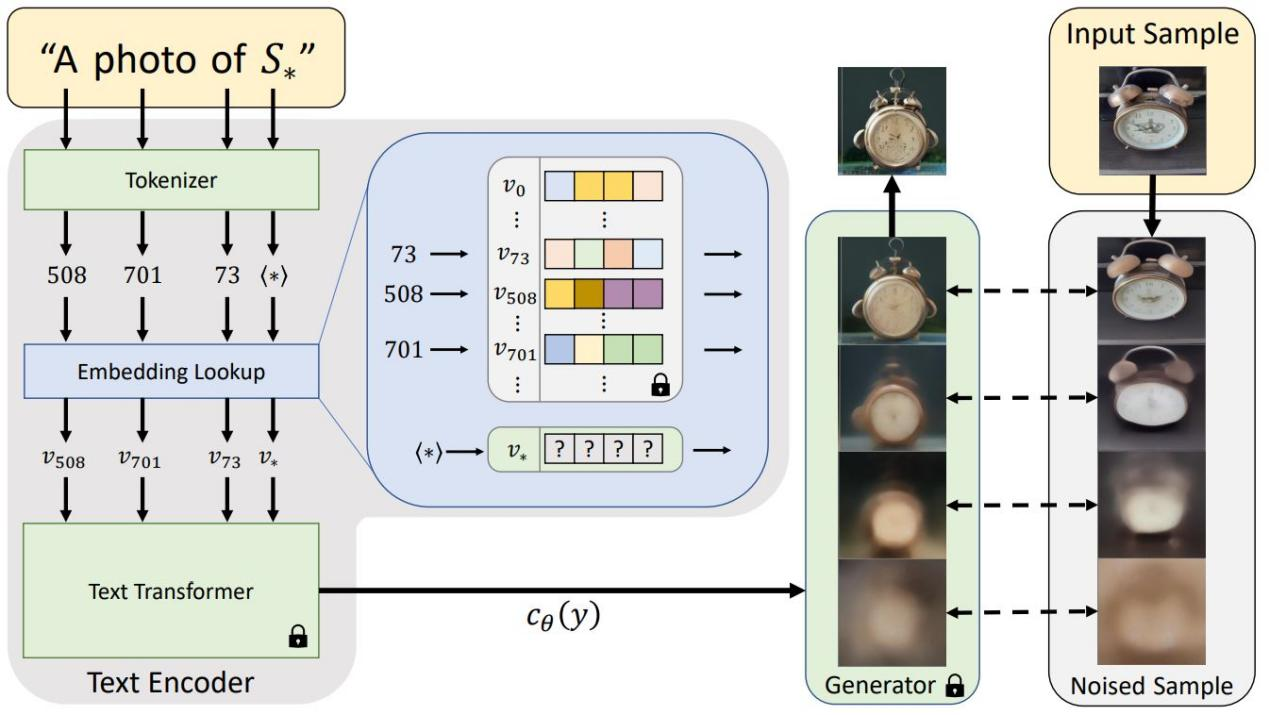 “A photo of S*”
Tokenizer
508 701 73 ⟨*⟩
Embedding Lookup
v508 v701 v73 v*
Text Transformer
Text Encoder
v0
⋮ ⋮
73 v73
508 v508
⋮ ⋮
701 v701
⋮ ⋮
⟨*⟩ v* ? ? ? ?
cθ(y)
Generator
Input Sample
Noised Sample